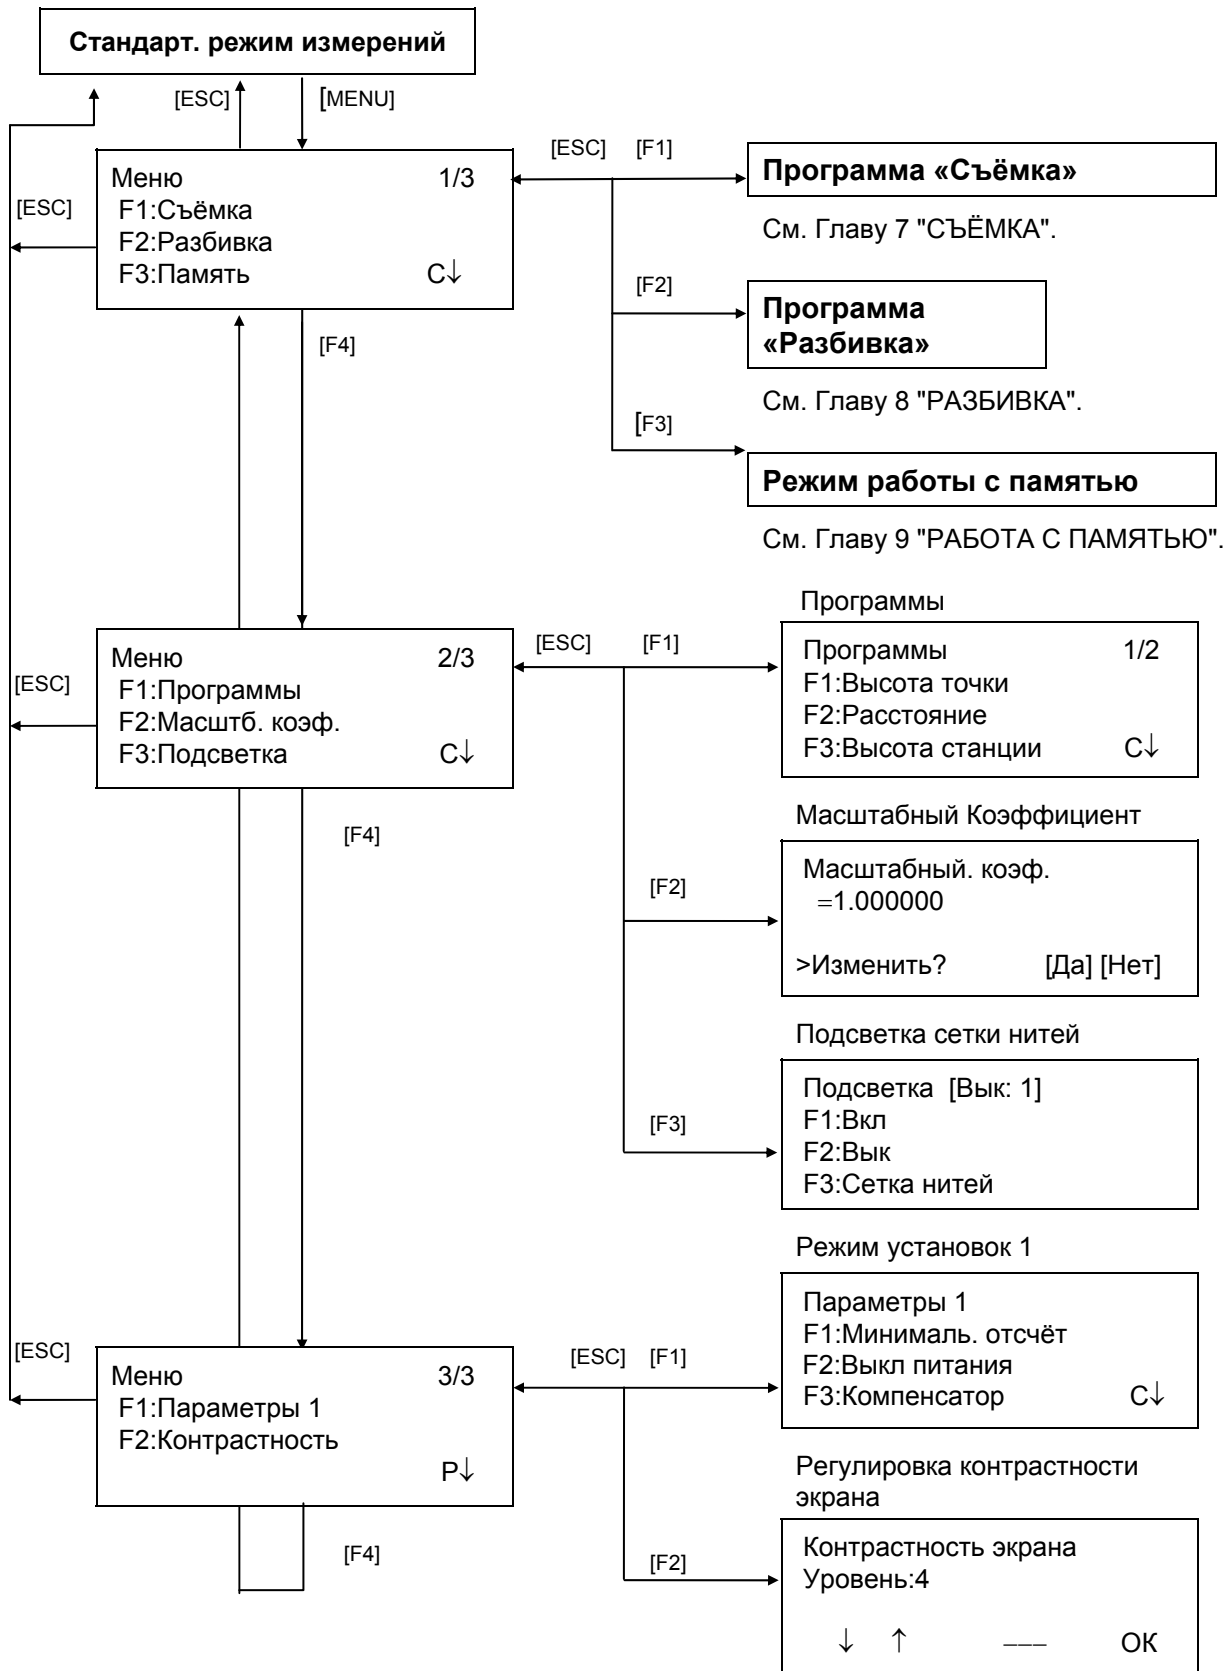 Стандарт. режим измерений
[ESC]
[MENU]
[ESC] [F1]
Меню 1/3
F1:Съёмка
F2:Разбивка
F3:Память C↓
[ESC]
Программа «Съёмка»
См. Главу 7 "СЪЁМКА".
[F2]
Программа
«Разбивка»
См. Главу 8 "РАЗБИВКА".
[F4]
[F3]
Режим работы с памятью
См. Главу 9 "РАБОТА С ПАМЯТЬЮ".
Меню 2/3
F1:Программы
F2:Масштб. коэф.
F3:Подсветка C↓
[ESC]
[ESC] [F1]
Программы
Программы 1/2
F1:Высота точки
F2:Расстояние
F3:Высота станции C↓
[F4]
Масштабный Коэффициент
[F2]
Масштабный. коэф.
=1.000000
>Изменить? [Да] [Нет]
Подсветка сетки нитей
[F3]
Подсветка [Вык: 1]
F1:Вкл
F2:Вык
F3:Сетка нитей
Режим установок 1
[ESC]
Меню 3/3
F1:Параметры 1
F2:Контрастность
P↓
[ESC] [F1]
Параметры 1
F1:Минималь. отсчёт
F2:Выкл питания
F3:Компенсатор C↓
[F4]
Регулировка контрастности
экрана
[F2]
Контрастность экрана
Уровень:4
↓ ↑ --- ОК